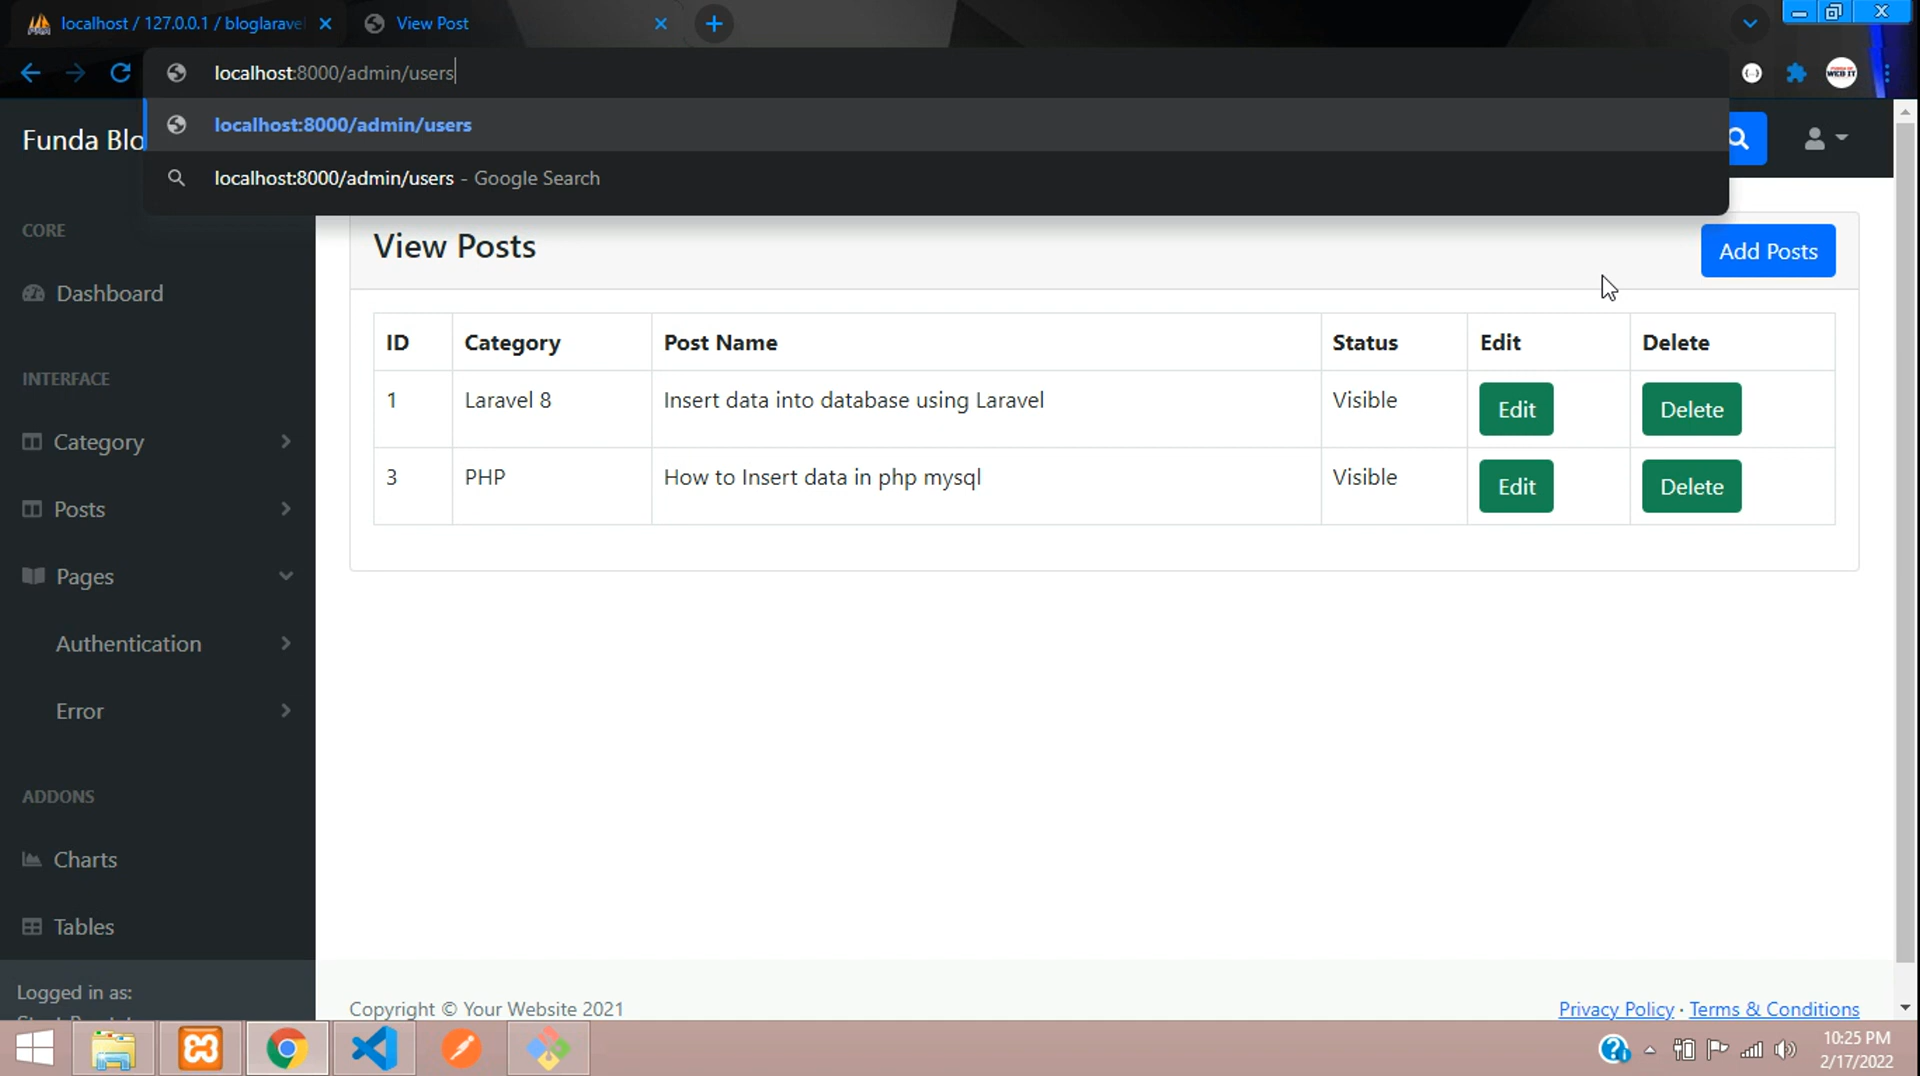 localhost / 127.0.0.1 / bloglarave
View Post
localhost:8000/admin/users
localhost:8000/admin/users
localhost:8000/admin/users - Google Search
Funda Blo
CORE
Dashboard
INTERFACE
Category
Posts
Pages
Authentication
Error
ADDONS
Charts
Tables
Logged in as:
View Posts
Add Posts
ID Category Post Name Status Edit Delete
1 Laravel 8 Insert data into database using Laravel Visible Edit Delete
3 PHP How to Insert data in php mysql Visible Edit Delete
Copyright © Your Website 2021
Privacy Policy · Terms & Conditions
10:25 PM
2/17/2022